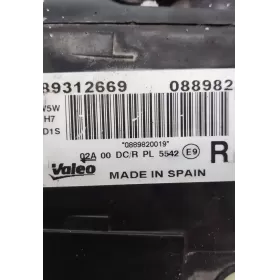 89312669 088982
W5W
H7
D1S
"0889820019"
02A 00 DC/R PL 5542 E9
Valeo
R
MADE IN SPAIN